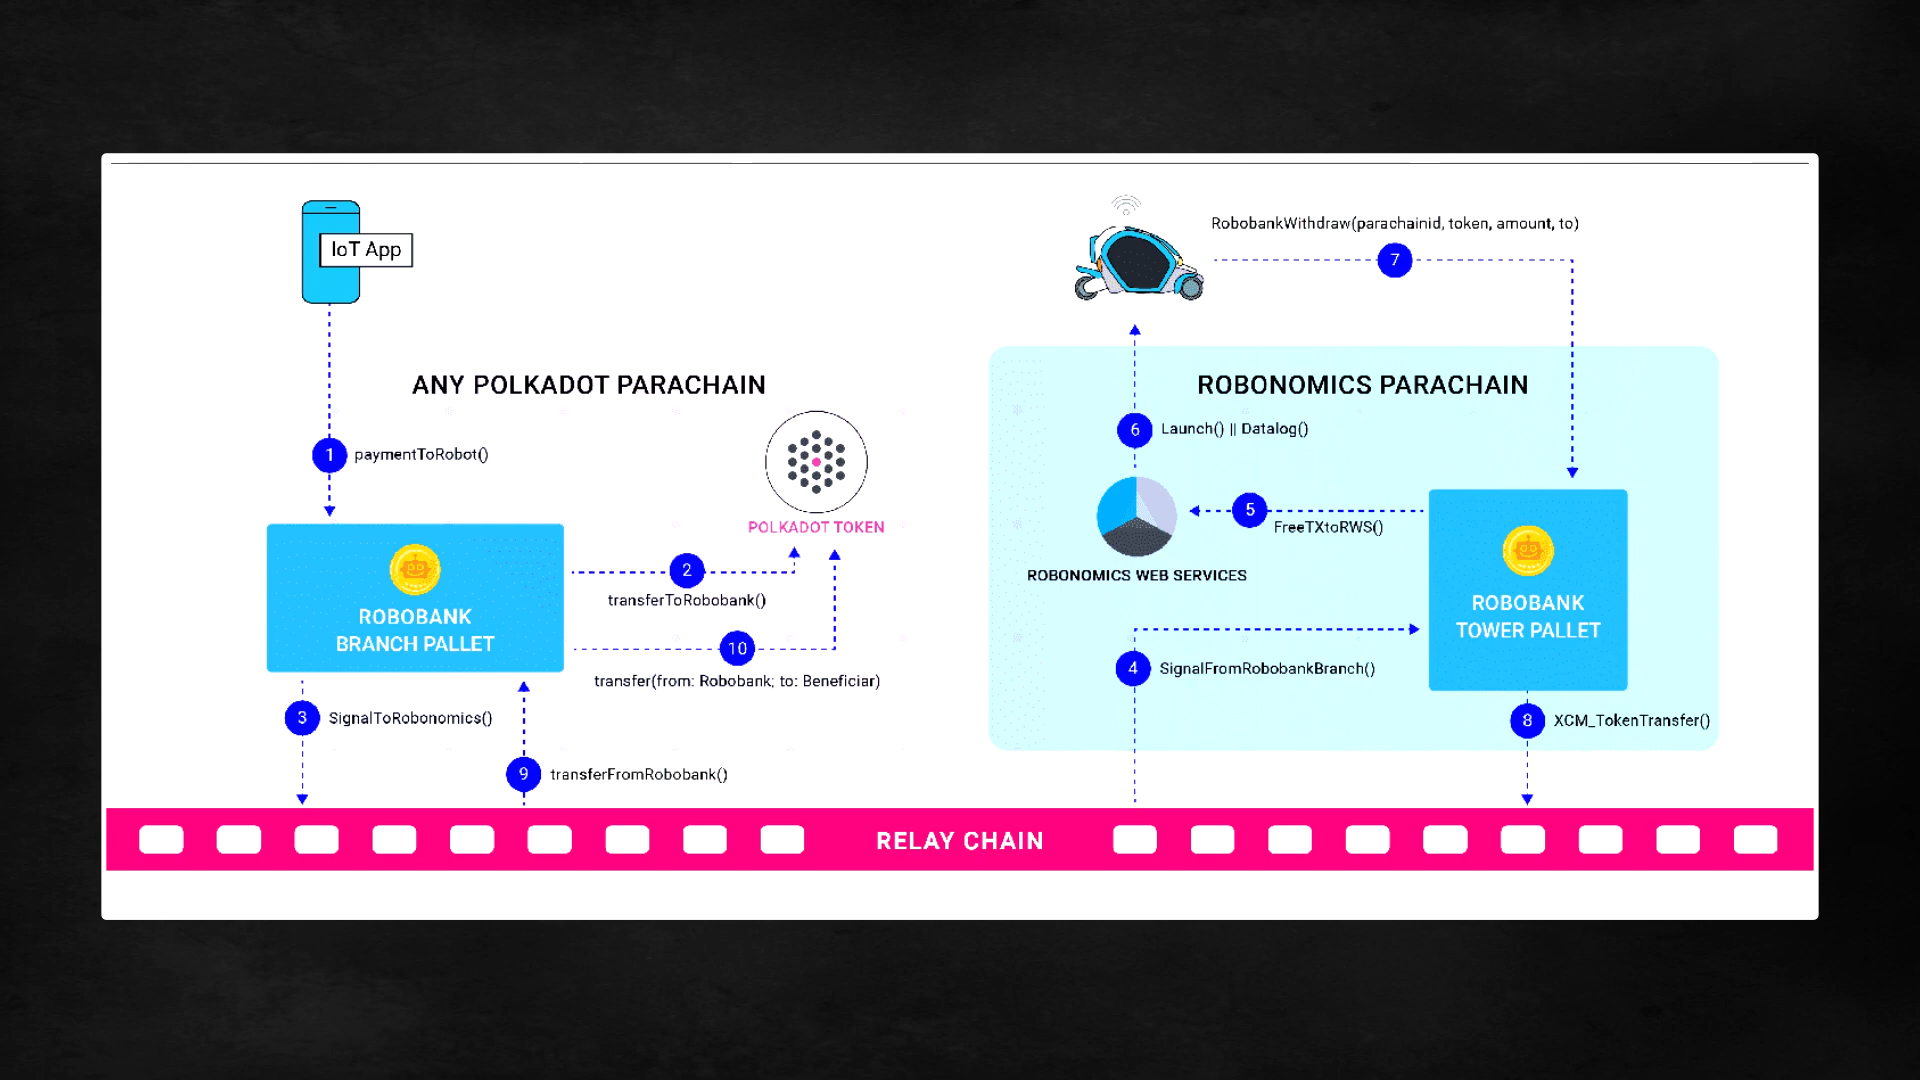 IoT App
RobobankWithdraw(parachainid, token, amount, to)
7
ANY POLKADOT PARACHAIN
ROBONOMICS PARACHAIN
6
Launch() || Datalog()
1
paymentToRobot()
POLKADOT TOKEN
5
FreeTXtoRWS()
2
transferToRobobank()
ROBONOMICS WEB SERVICES
ROBOBANK
BRANCH PALLET
ROBOBANK
TOWER PALLET
10
transfer(from: Robobank; to: Beneficiar)
4
SignalFromRobobankBranch()
3
SignalToRobonomics()
8
XCM_TokenTransfer()
9
transferFromRobobank()
RELAY CHAIN